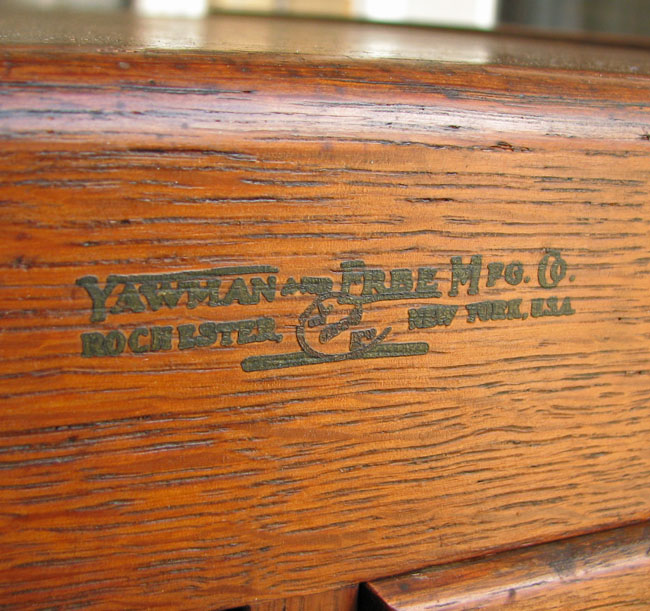 YAWMAN AND ERBE MFG. CO.
ROCHESTER, NEW YORK, U.S.A.